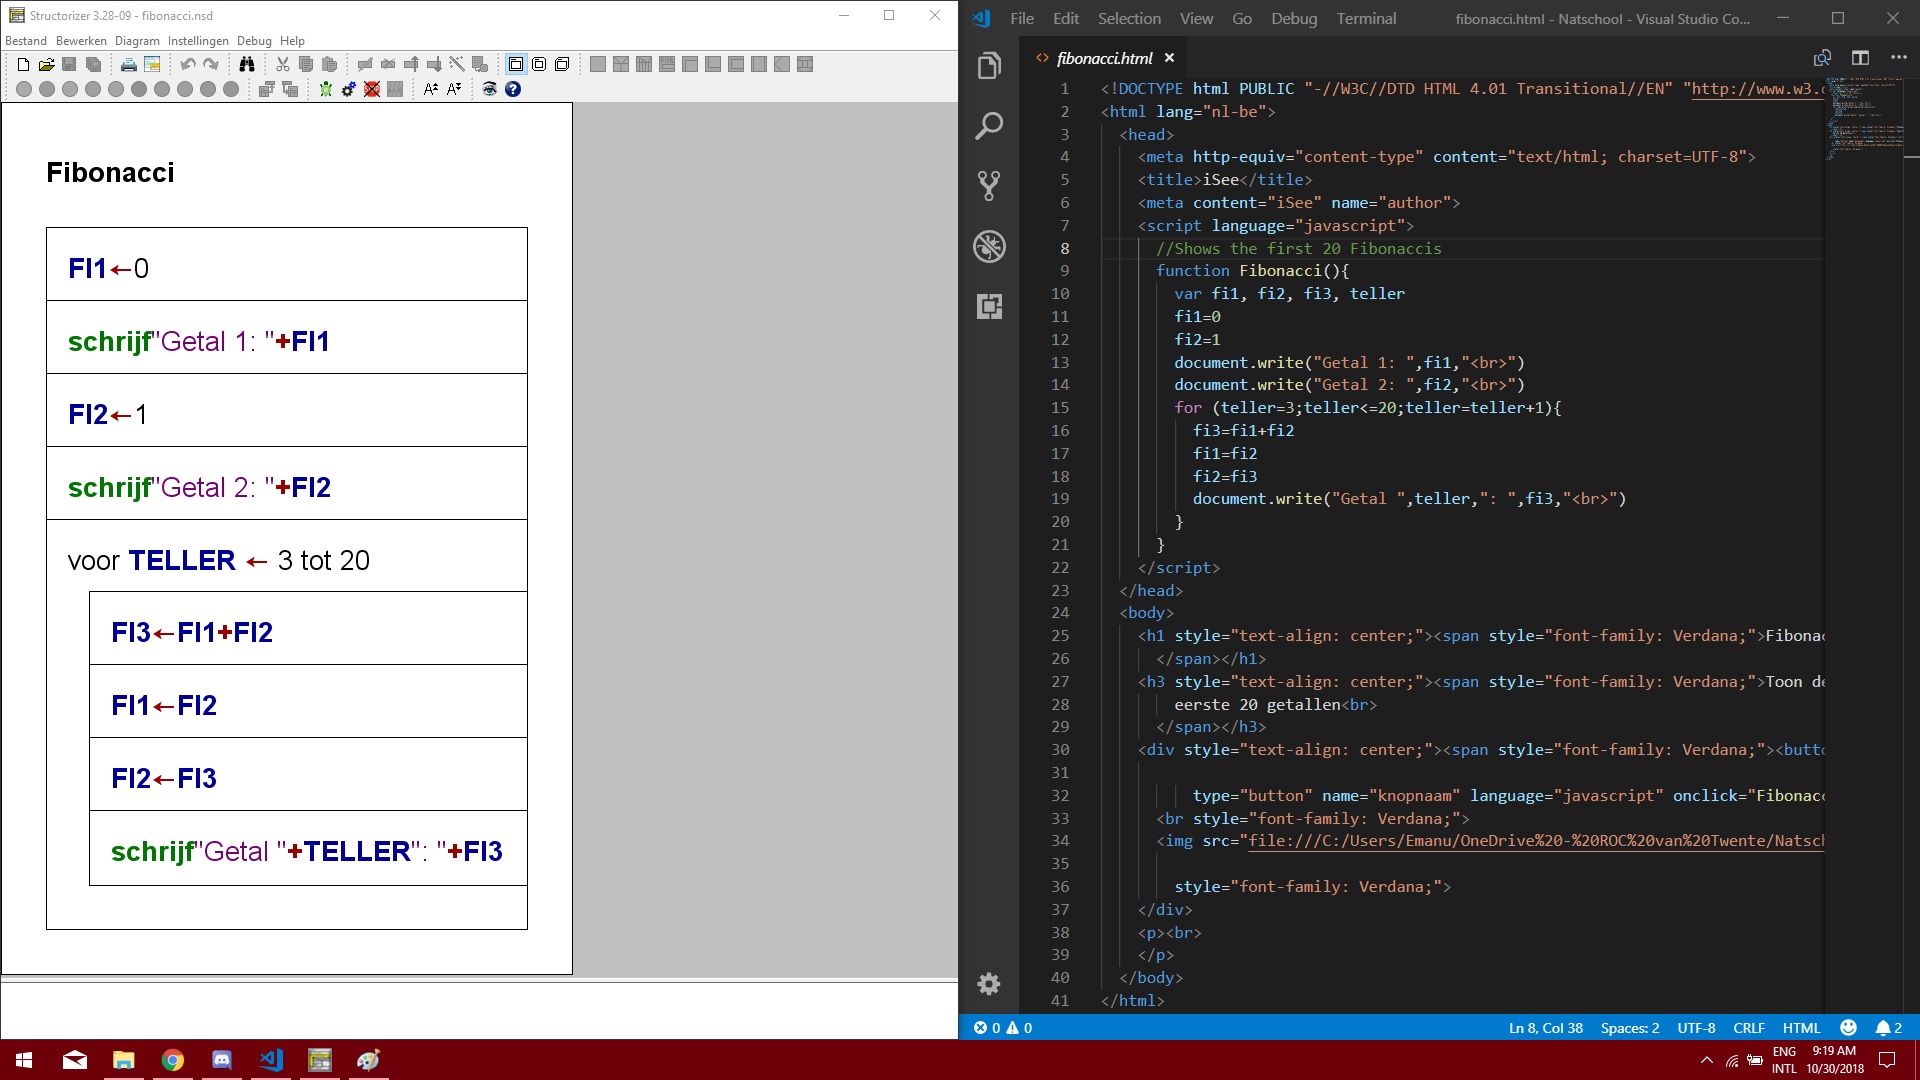 Structorizer 3.28-09 - fibonacci.nsd
Bestand Bewerken Diagram Instellingen Debug Help
Fibonacci
FI1←0
schrijf"Getal 1: "+FI1
FI2←1
schrijf"Getal 2: "+FI2
voor TELLER ← 3 tot 20
FI3←FI1+FI2
FI1←FI2
FI2←FI3
schrijf"Getal "+TELLER": "+FI3
File Edit Selection View Go Debug Terminal fibonacci.html - Natschool - Visual Studio Co...
<> fibonacci.html ×
1 <!DOCTYPE html PUBLIC "-//W3C//DTD HTML 4.01 Transitional//EN" "http://www.w3.
2 <html lang="nl-be">
3 <head>
4 <meta http-equiv="content-type" content="text/html; charset=UTF-8">
5 <title>iSee</title>
6 <meta content="iSee" name="author">
7 <script language="javascript">
8 //Shows the first 20 Fibonaccis
9 function Fibonacci(){
10 var fi1, fi2, fi3, teller
11 fi1=0
12 fi2=1
13 document.write("Getal 1: ",fi1,"<br>")
14 document.write("Getal 2: ",fi2,"<br>")
15 for (teller=3;teller<=20;teller=teller+1){
16 fi3=fi1+fi2
17 fi1=fi2
18 fi2=fi3
19 document.write("Getal ",teller,": ",fi3,"<br>")
20 }
21 }
22 </script>
23 </head>
24 <body>
25 <h1 style="text-align: center;"><span style="font-family: Verdana;">Fibona
26 </span></h1>
27 <h3 style="text-align: center;"><span style="font-family: Verdana;">Toon de
28 eerste 20 getallen<br>
29 </span></h3>
30 <div style="text-align: center;"><span style="font-family: Verdana;"><butt
31
32 type="button" name="knopnaam" language="javascript" onclick="Fibonac
33 <br style="font-family: Verdana;">
34 <img src="file:///C:/Users/Emanu/OneDrive%20-%20ROC%20van%20Twente/Natsch
35
36 style="font-family: Verdana;">
37 </div>
38 <p><br>
39 </p>
40 </body>
41 </html>
0 0 Ln 8, Col 38 Spaces: 2 UTF-8 CRLF HTML 2
ENG 9:19 AM
INTL 10/30/2018